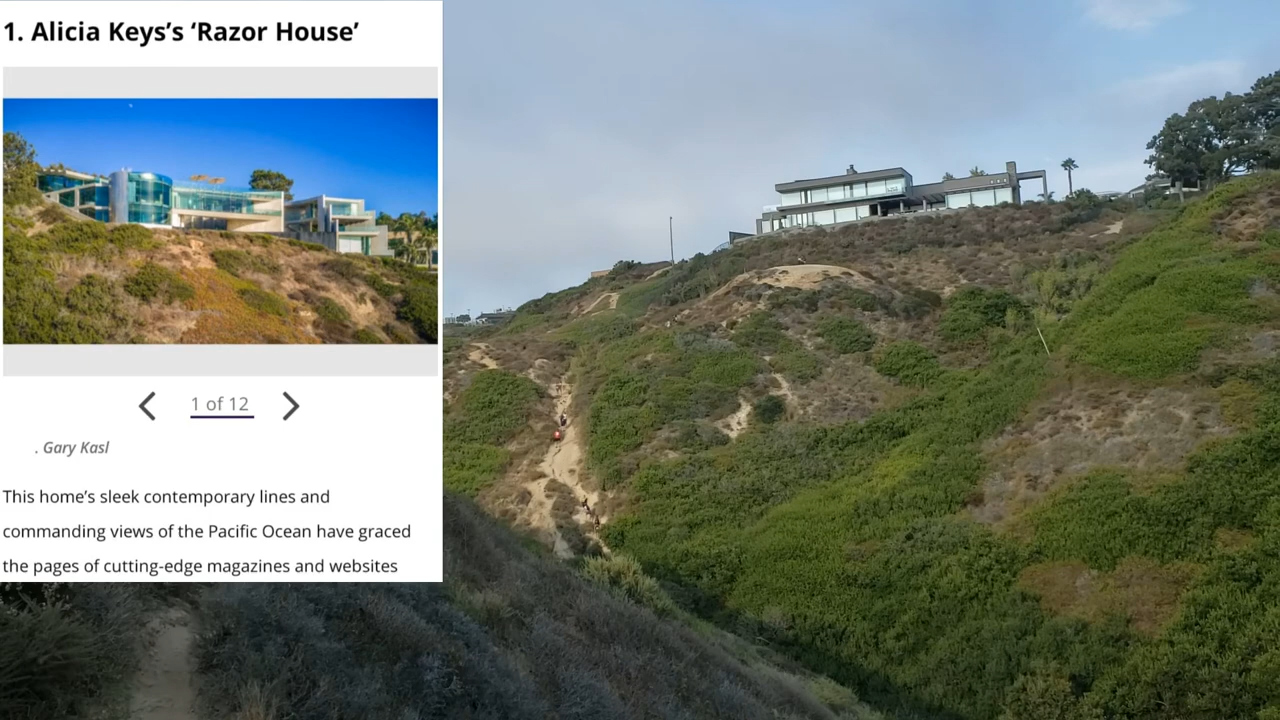 1. Alicia Keys’s ‘Razor House’
1 of 12
. Gary Kasl
This home’s sleek contemporary lines and
commanding views of the Pacific Ocean have graced
the pages of cutting-edge magazines and websites